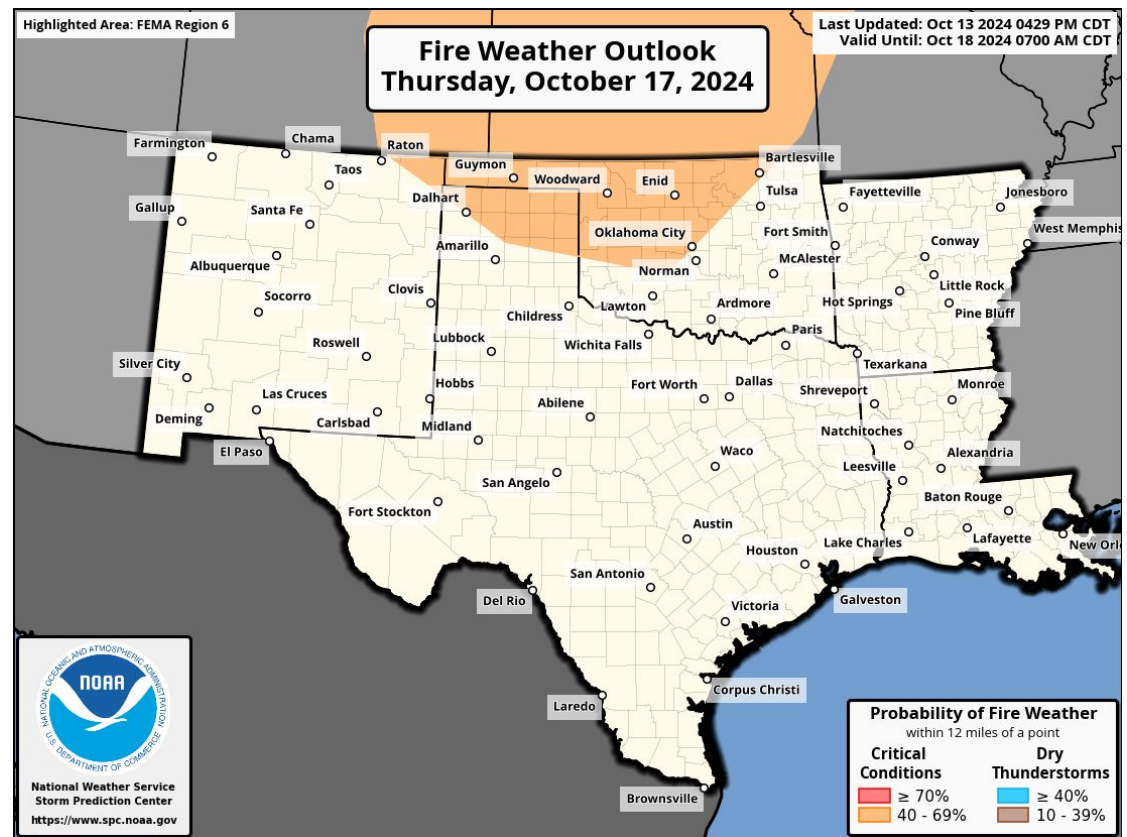 Highlighted Area: FEMA Region 6
Fire Weather Outlook
Thursday, October 17, 2024
Last Updated: Oct 13 2024 0429 PM CDT
Valid Until: Oct 18 2024 0700 AM CDT
Farmington
Chama
Raton
Taos
Guymon
Woodward
Enid
Bartlesville
Tulsa
Fayetteville
Jonesboro
Gallup
Santa Fe
Dalhart
Oklahoma City
Fort Smith
Conway
West Memphis
Albuquerque
Amarillo
Norman
McAlester
Little Rock
Socorro
Clovis
Childress
Lawton
Ardmore
Hot Springs
Pine Bluff
Roswell
Lubbock
Wichita Falls
Paris
Texarkana
Silver City
Las Cruces
Hobbs
Fort Worth
Dallas
Shreveport
Monroe
Deming
Carlsbad
Midland
Abilene
Natchitoches
El Paso
San Angelo
Waco
Leesville
Alexandria
Fort Stockton
Baton Rouge
Austin
Houston
Lake Charles
Lafayette
New Orl
San Antonio
Del Rio
Victoria
Galveston
Laredo
Corpus Christi
Brownsville
NATIONAL OCEANIC AND ATMOSPHERIC ADMINISTRATION
NOAA
U.S. DEPARTMENT OF COMMERCE
National Weather Service
Storm Prediction Center
https://www.spc.noaa.gov
Probability of Fire Weather
within 12 miles of a point
Critical
Conditions
≥ 70%
40 - 69%
Dry
Thunderstorms
≥ 40%
10 - 39%